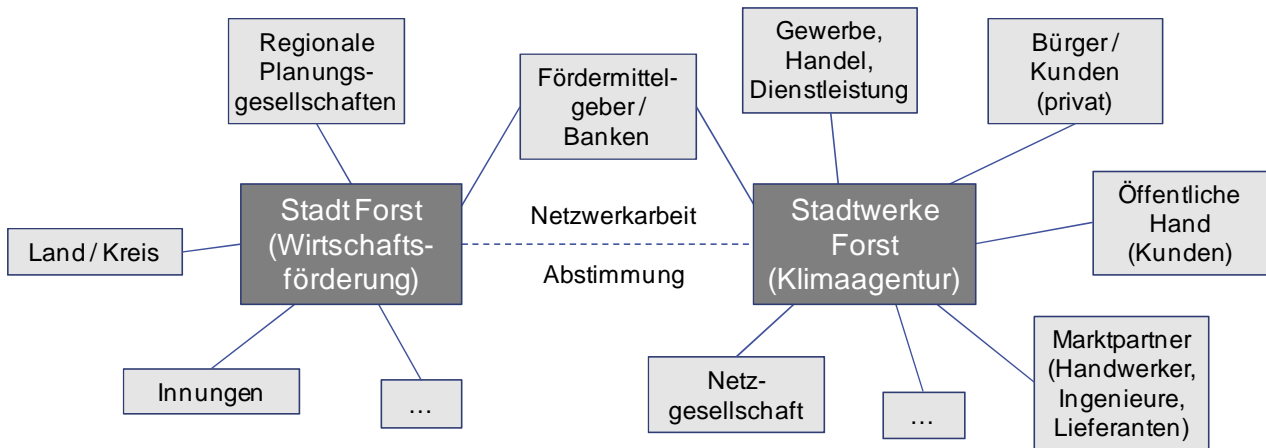 Regionale
Planungs-
gesellschaften
Fördermittel-
geber / 
Banken
Gewerbe,
Handel,
Dienstleistung
Bürger /
Kunden
(privat)
Land / Kreis
Stadt Forst
(Wirtschafts-
förderung)
Netzwerkarbeit
Abstimmung
Stadtwerke
Forst
(Klimaagentur)
Öffentliche
Hand
(Kunden)
Innungen
...
Netz-
gesellschaft
...
Marktpartner
(Handwerker,
Ingenieure,
Lieferanten)